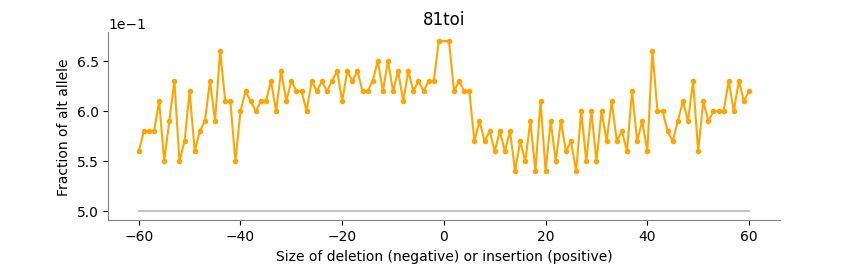 81toi
1e−1
Fraction of alt allele
6.5
6.0
5.5
5.0
−60 −40 −20 0 20 40 60
Size of deletion (negative) or insertion (positive)